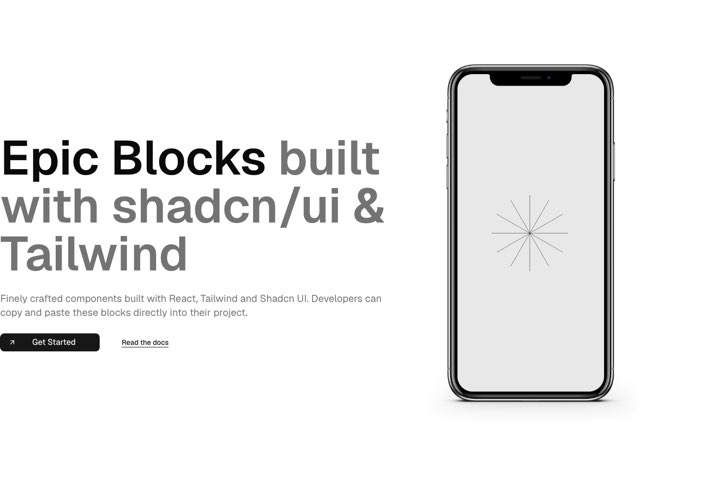 Epic Blocks built
with shadcn/ui &
Tailwind
Finely crafted components built with React, Tailwind and Shadcn UI. Developers can
copy and paste these blocks directly into their project.
Get Started
Read the docs